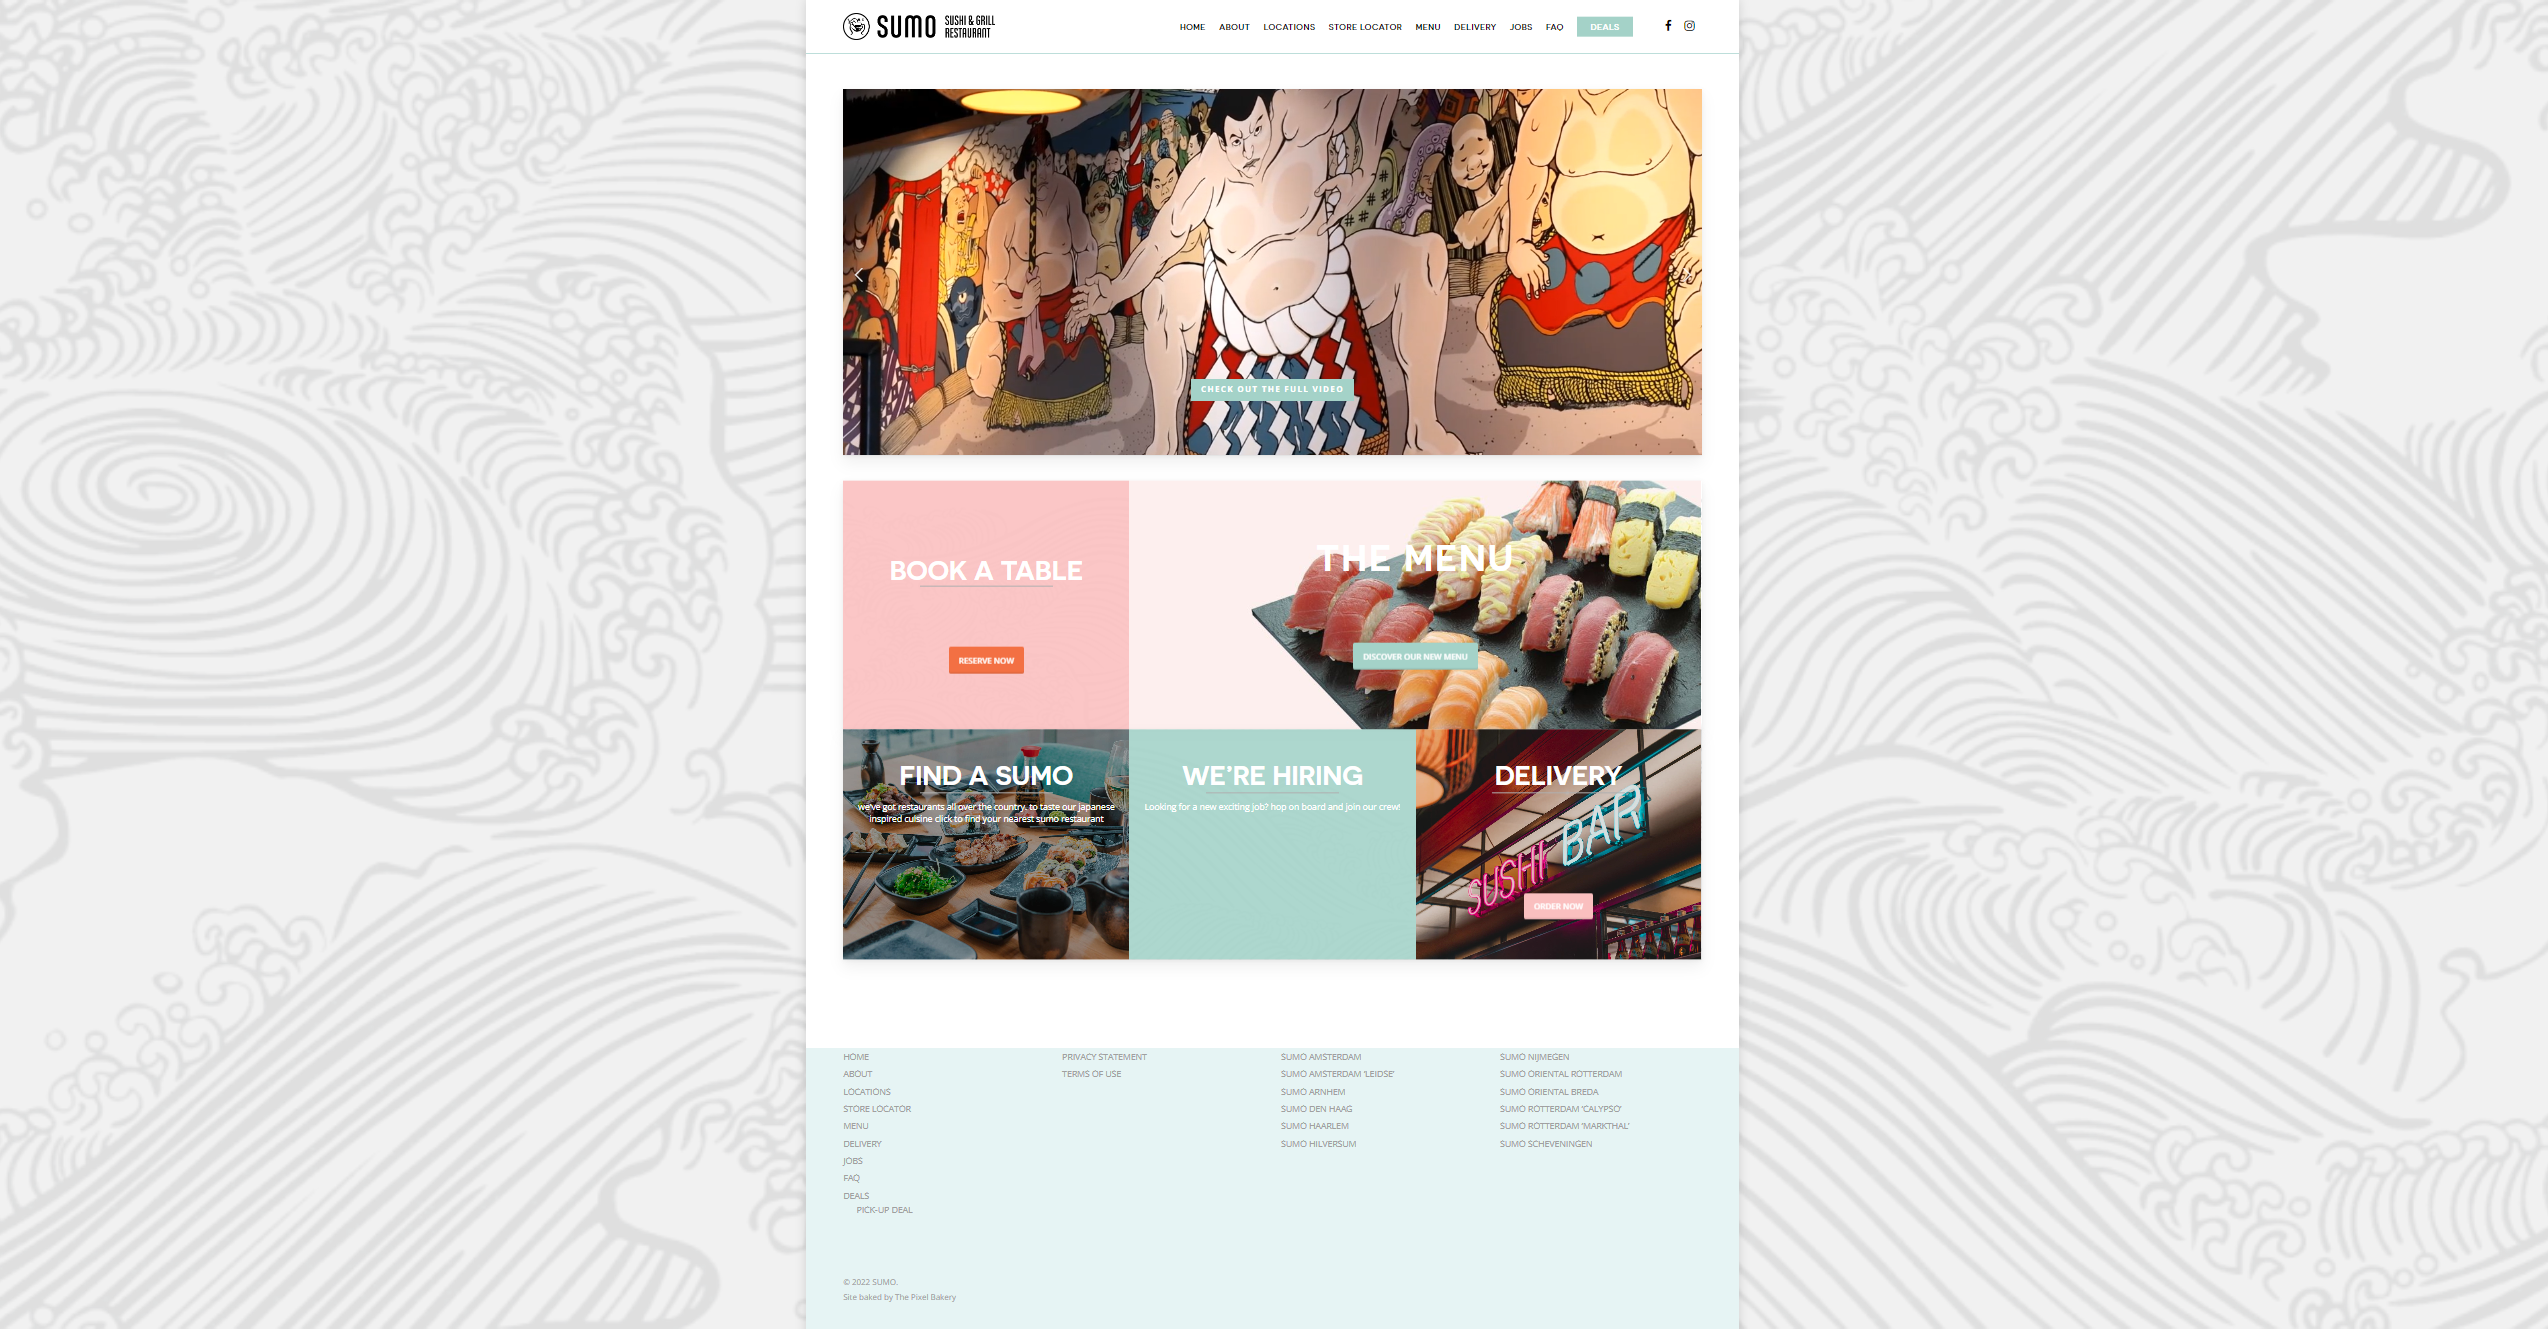 SUMO
SUSHI & GRILL
RESTAURANT
HOME ABOUT LOCATIONS STORE LOCATOR MENU DELIVERY JOBS FAQ DEALS
CHECK OUT THE FULL VIDEO
BOOK A TABLE
RESERVE NOW
THE MENU
DISCOVER OUR NEW MENU
FIND A SUMO
we've got restaurants all over the country. to taste our japanese
inspired cuisine click to find your nearest sumo restaurant
WE'RE HIRING
Looking for a new exciting job? hop on board and join our crew!
DELIVERY
SUSHI BAR
ORDER NOW
HOME
ABOUT
LOCATIONS
STORE LOCATOR
MENU
DELIVERY
JOBS
FAQ
DEALS
PICK-UP DEAL
PRIVACY STATEMENT
TERMS OF USE
SUMO AMSTERDAM
SUMO AMSTERDAM 'LEIDSE'
SUMO ARNHEM
SUMO DEN HAAG
SUMO HAARLEM
SUMO HILVERSUM
SUMO NIJMEGEN
SUMO ORIENTAL ROTTERDAM
SUMO ORIENTAL BREDA
SUMO ROTTERDAM 'CALYPSO'
SUMO ROTTERDAM 'MARKTHAL'
SUMO SCHEVENINGEN
© 2022 SUMO.
Site baked by The Pixel Bakery